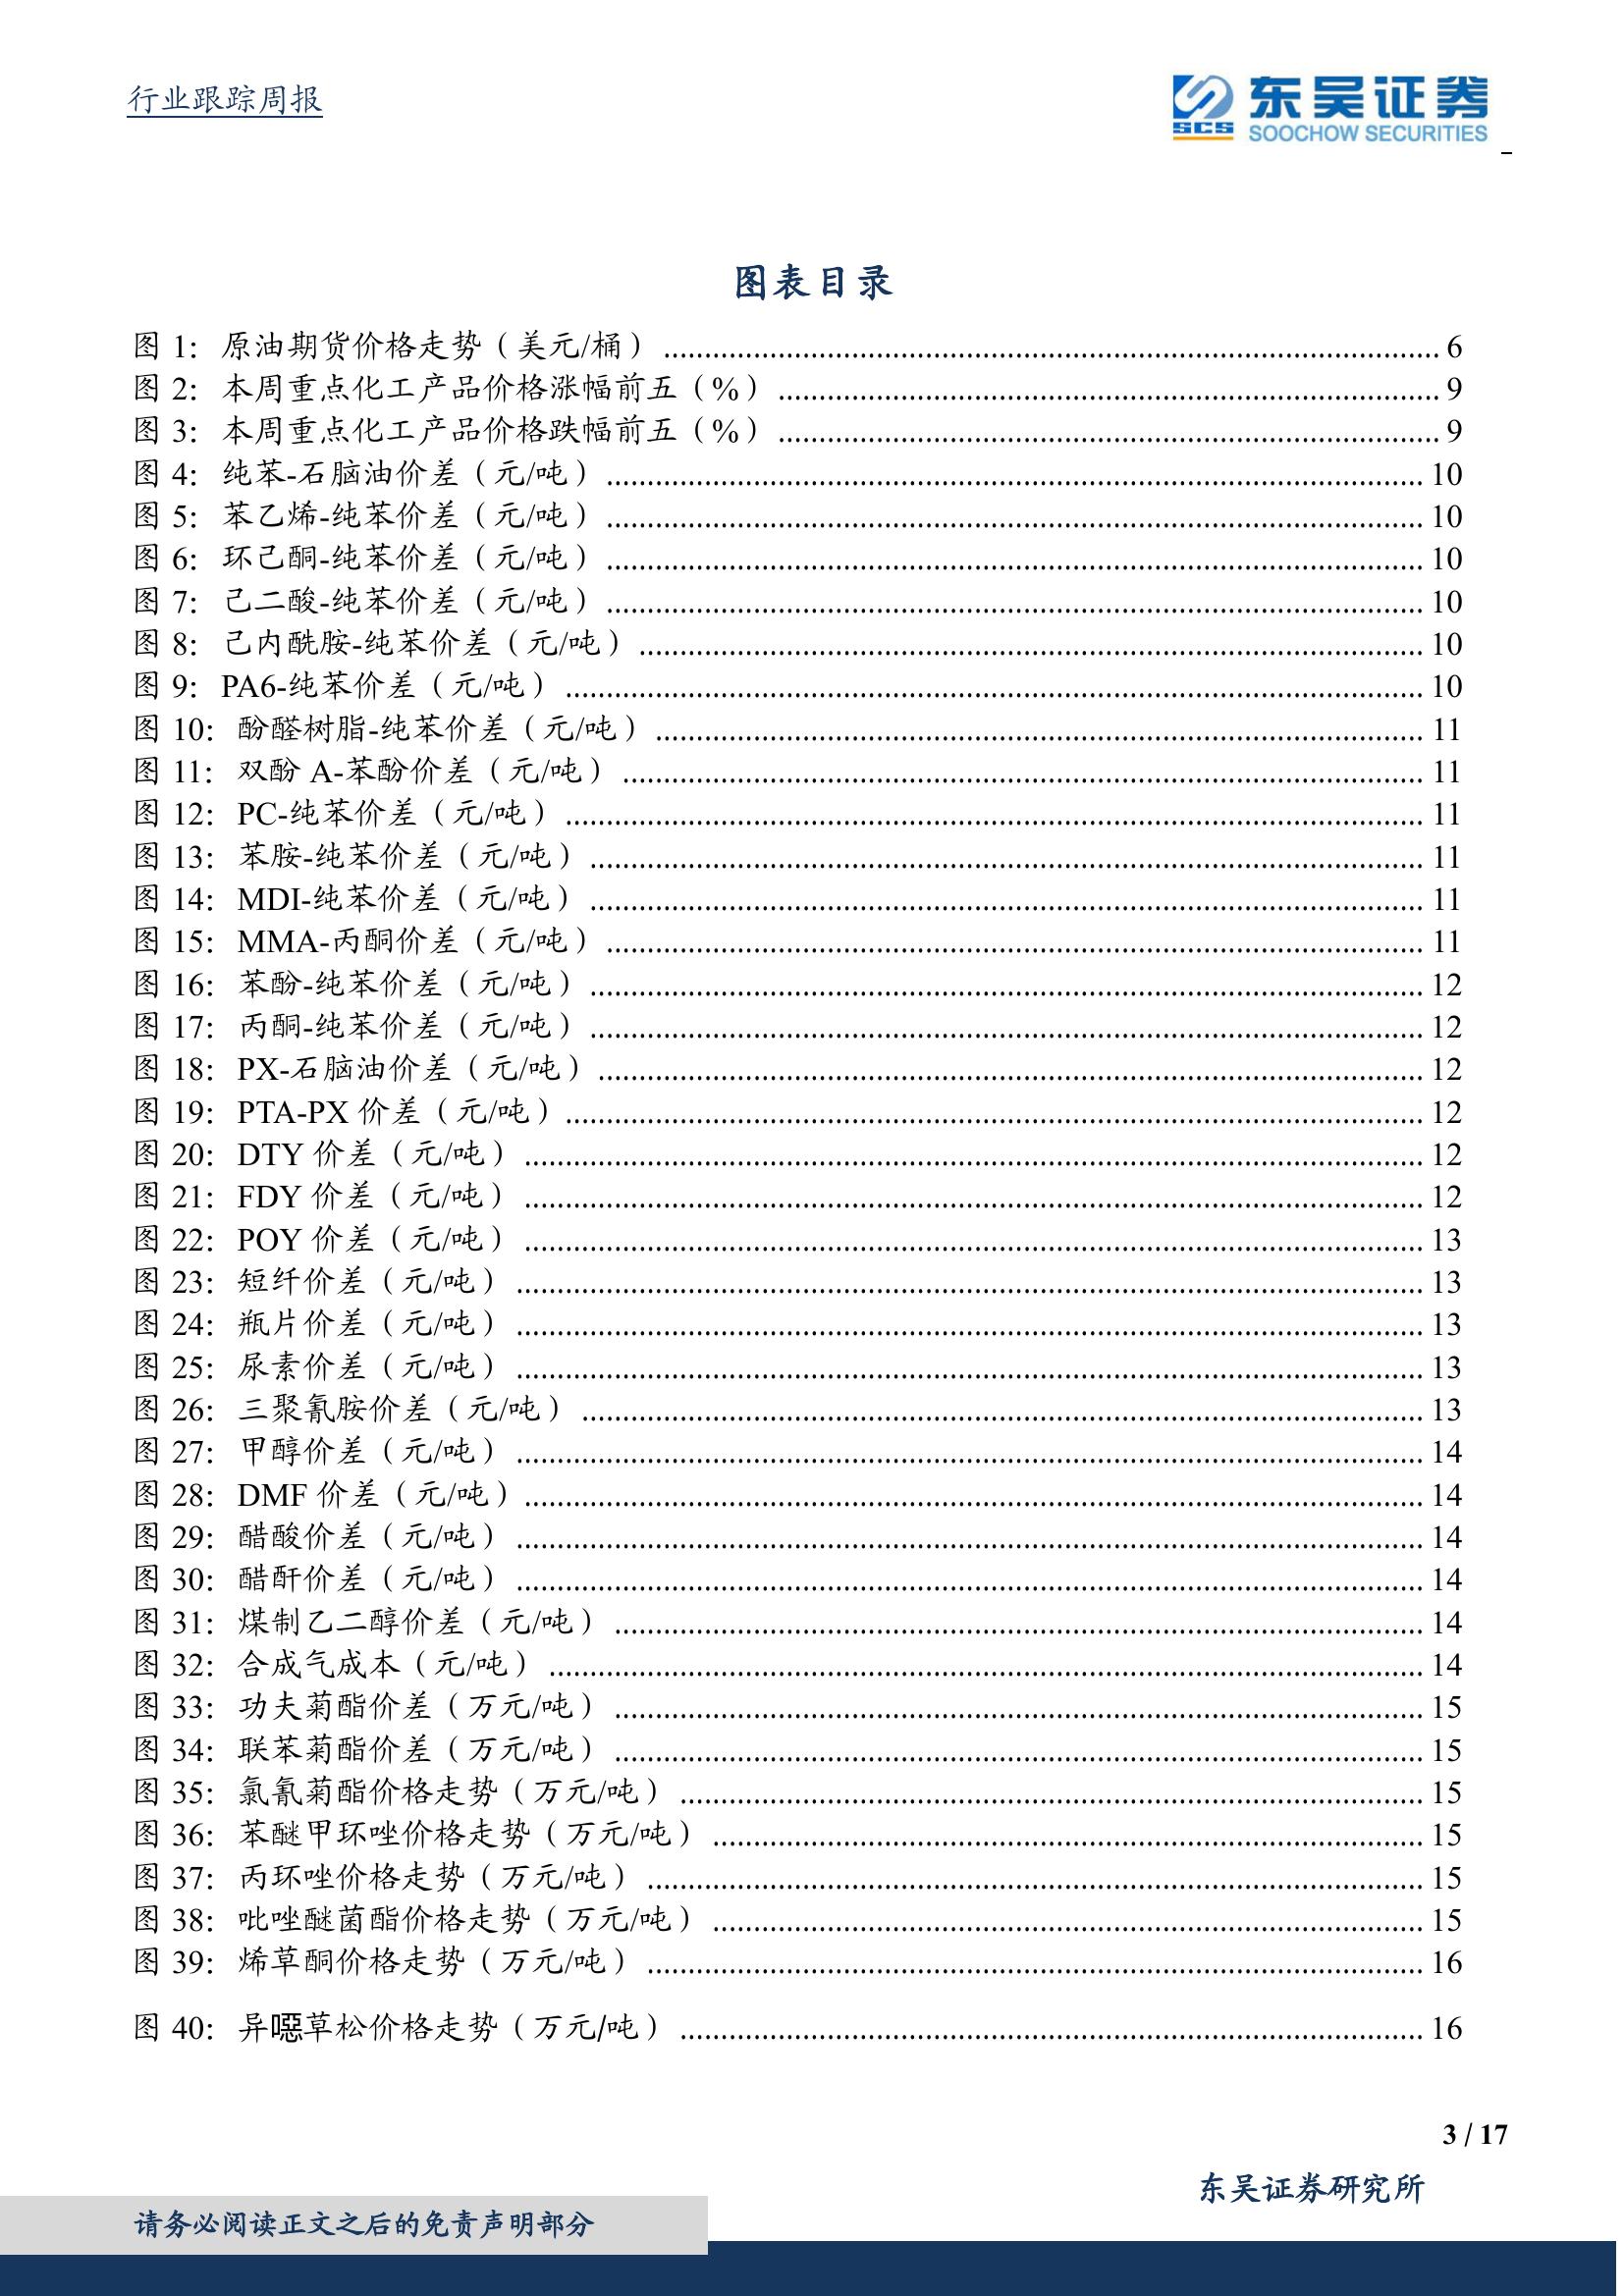 行业跟踪周报
SCS
东吴证券
SOOCHOW SECURITIES
图表目录
图 1: 原油期货价格走势（美元/桶） 6
图 2: 本周重点化工产品价格涨幅前五（%） 9
图 3: 本周重点化工产品价格跌幅前五（%） 9
图 4: 纯苯-石脑油价差（元/吨） 10
图 5: 苯乙烯-纯苯价差（元/吨） 10
图 6: 环己酮-纯苯价差（元/吨） 10
图 7: 己二酸-纯苯价差（元/吨） 10
图 8: 己内酰胺-纯苯价差（元/吨） 10
图 9: PA6-纯苯价差（元/吨） 10
图 10: 酚醛树脂-纯苯价差（元/吨） 11
图 11: 双酚 A-苯酚价差（元/吨） 11
图 12: PC-纯苯价差（元/吨） 11
图 13: 苯胺-纯苯价差（元/吨） 11
图 14: MDI-纯苯价差（元/吨） 11
图 15: MMA-丙酮价差（元/吨） 11
图 16: 苯酚-纯苯价差（元/吨） 12
图 17: 丙酮-纯苯价差（元/吨） 12
图 18: PX-石脑油价差（元/吨） 12
图 19: PTA-PX 价差（元/吨） 12
图 20: DTY 价差（元/吨） 12
图 21: FDY 价差（元/吨） 12
图 22: POY 价差（元/吨） 13
图 23: 短纤价差（元/吨） 13
图 24: 瓶片价差（元/吨） 13
图 25: 尿素价差（元/吨） 13
图 26: 三聚氰胺价差（元/吨） 13
图 27: 甲醇价差（元/吨） 14
图 28: DMF 价差（元/吨） 14
图 29: 醋酸价差（元/吨） 14
图 30: 醋酐价差（元/吨） 14
图 31: 煤制乙二醇价差（元/吨） 14
图 32: 合成气成本（元/吨） 14
图 33: 功夫菊酯价差（万元/吨） 15
图 34: 联苯菊酯价差（万元/吨） 15
图 35: 氯氰菊酯价格走势（万元/吨） 15
图 36: 苯醚甲环唑价格走势（万元/吨） 15
图 37: 丙环唑价格走势（万元/吨） 15
图 38: 吡唑醚菌酯价格走势（万元/吨） 15
图 39: 烯草酮价格走势（万元/吨） 16
图 40: 异噁草松价格走势（万元/吨） 16
3 / 17
东吴证券研究所
请务必阅读正文之后的免责声明部分